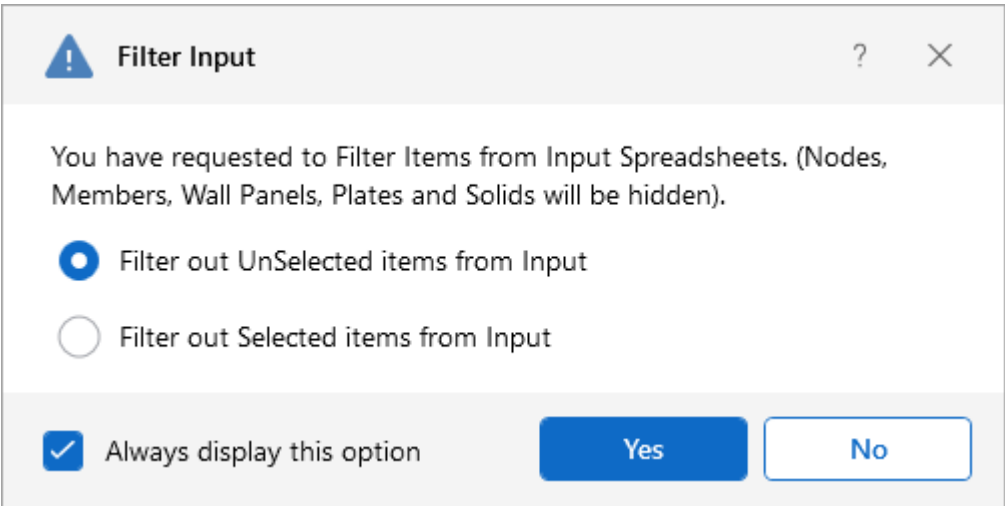 Filter Input
?
You have requested to Filter Items from Input Spreadsheets. (Nodes,
Members, Wall Panels, Plates and Solids will be hidden).
Filter out UnSelected items from Input
Filter out Selected items from Input
Always display this option
Yes
No